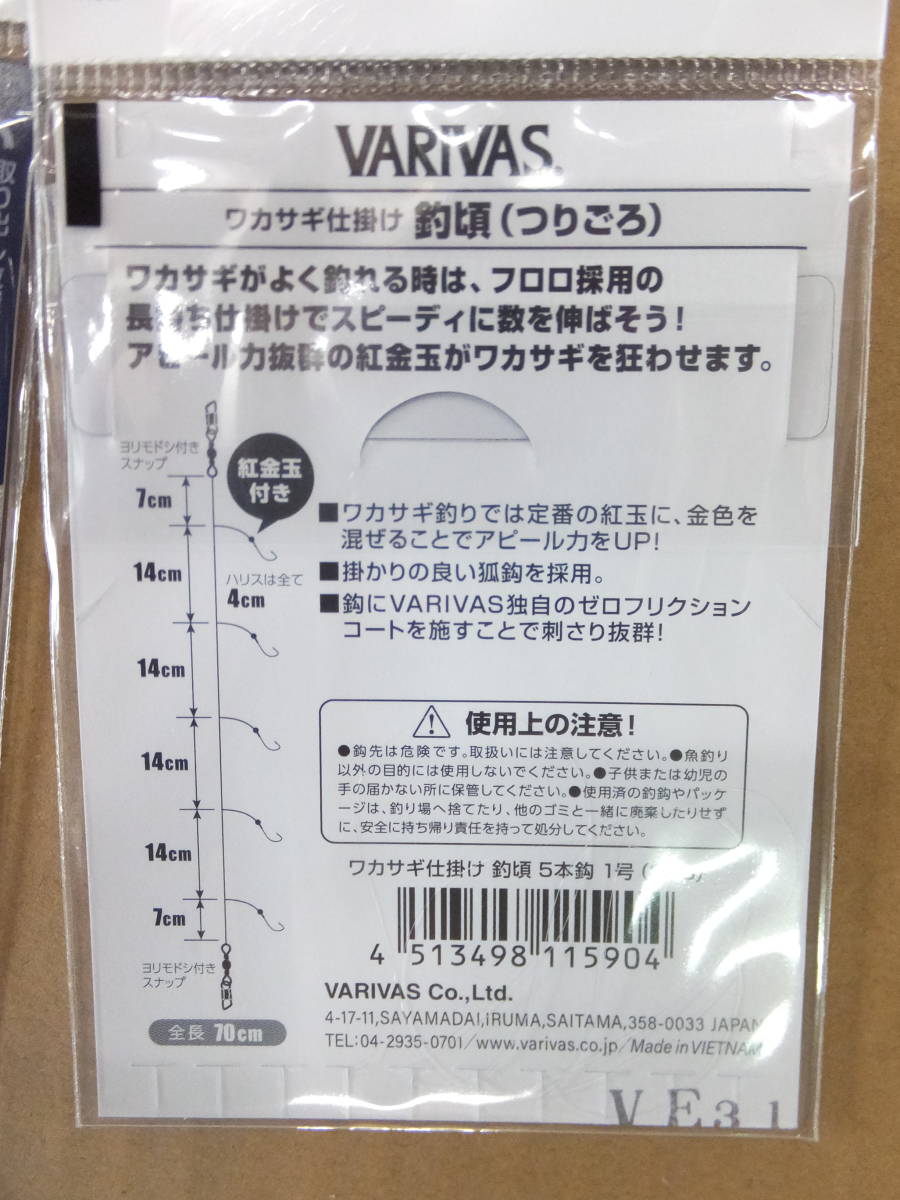 VARIVAS
ワカサギ仕掛け 釣頃(つりごろ)
ワカサギがよく釣れる時は、フロロ採用の
長持ち仕掛けでスピーディに数を伸ばそう!
アピール力抜群の紅金玉がワカサギを狂わせます。
ヨリモドシ付き
スナップ
紅金玉
付き
7cm
14cm
ハリスは全て
4cm
14cm
14cm
14cm
7cm
ヨリモドシ付き
スナップ
全長 70cm
■ワカサギ釣りでは定番の紅玉に、金色を
混ぜることでアピール力をUP!
■掛かりの良い狐鈎を採用。
■鈎にVARIVAS独自のゼロフリクション
コートを施すことで刺さり抜群!
使用上の注意!
●鈎先は危険です。取扱いには注意してください。●魚釣り
以外の目的には使用しないでください。●子供または幼児の
手の届かない所に保管してください。●使用済の釣鈎やパッケ
ージは、釣り場へ捨てたり、他のゴミと一緒に廃棄したりせず
に、安全に持ち帰り責任を持って処分してください。
ワカサギ仕掛け 釣頃 5本鈎 1号
4 513498 115904
VARIVAS Co.,Ltd.
4-17-11,SAYAMADAI,IRUMA,SAITAMA,358-0033 JAPAN
TEL:04-2935-0701/www.varivas.co.jp/Made in VIETNAM
VE31